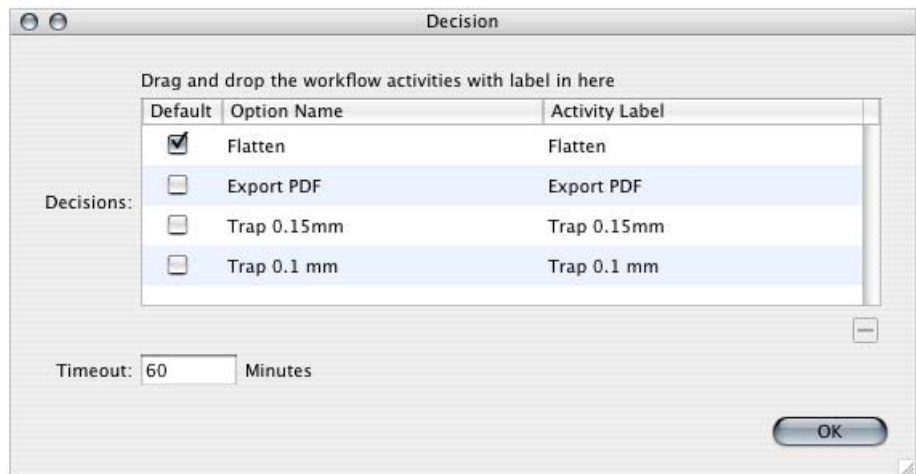 Decision
Drag and drop the workflow activities with label in here
Default Option Name Activity Label
Flatten Flatten
Export PDF Export PDF
Decisions:
Trap 0.15mm Trap 0.15mm
Trap 0.1 mm Trap 0.1 mm
Timeout: 60 Minutes
OK